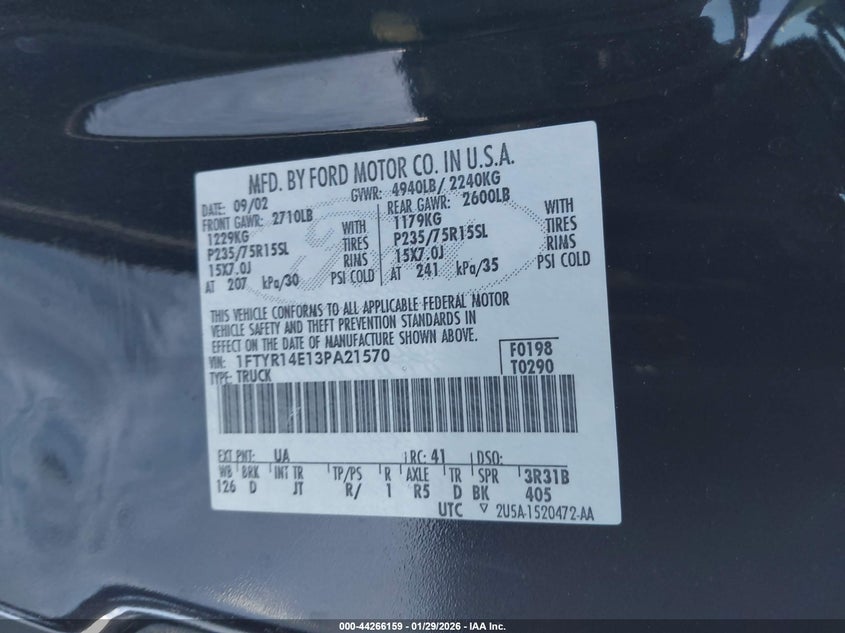 MFD. BY FORD MOTOR CO. IN U.S.A.
DATE: 09/02 GVWR: 4940LB/ 2240KG
FRONT GAWR: 2710LB REAR GAWR: 2600LB
1229KG WITH 1179KG WITH
P235/75R15SL TIRES P235/75R15SL TIRES
15X7.0J RIMS 15X7.0J RIMS
AT 207 kPa/30 PSI COLD AT 241 kPa/35 PSI COLD
THIS VEHICLE CONFORMS TO ALL APPLICABLE FEDERAL MOTOR
VEHICLE SAFETY AND THEFT PREVENTION STANDARDS IN
EFFECT ON THE DATE OF MANUFACTURE SHOWN ABOVE.
VIN: 1FTYR14E13PA21570 F0198
TYPE: TRUCK T0290
EXT PNT: UA RC: 41 DSO:
WB BRK INT TR TP/PS R AXLE TR SPR 3R31B
126 D JT R/ 1 R5 D BK 405
UTC ▽ 2U5A-1520472-AA
000-44266159 | 01/29/2026 | IAA Inc.